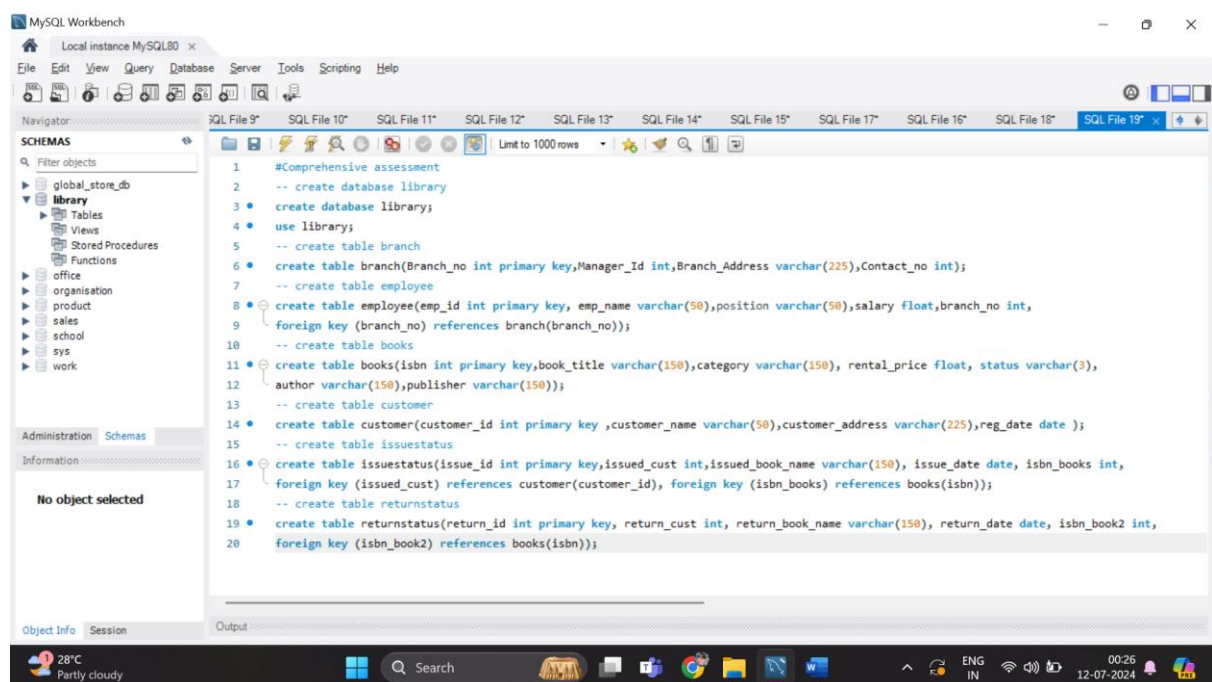 MySQL Workbench
Local instance MySQL80
File Edit View Query Database Server Tools Scripting Help
Navigator
SQL File 9* SQL File 10* SQL File 11* SQL File 12* SQL File 13* SQL File 14* SQL File 15* SQL File 17* SQL File 16* SQL File 18* SQL File 19*
SCHEMAS
Limit to 1000 rows
Filter objects
global_store_db
library
Tables
Views
Stored Procedures
Functions
office
organisation
product
sales
school
sys
work
Administration Schemas
Information
No object selected
Object Info Session
1 #Comprehensive assessment
2 -- create database library
3 create database library;
4 use library;
5 -- create table branch
6 create table branch(Branch_no int primary key,Manager_Id int,Branch_Address varchar(225),Contact_no int);
7 -- create table employee
8 create table employee(emp_id int primary key, emp_name varchar(50),position varchar(50),salary float,branch_no int,
9 foreign key (branch_no) references branch(branch_no));
10 -- create table books
11 create table books(isbn int primary key,book_title varchar(150),category varchar(150), rental_price float, status varchar(3),
12 author varchar(150),publisher varchar(150));
13 -- create table customer
14 create table customer(customer_id int primary key ,customer_name varchar(50),customer_address varchar(225),reg_date date );
15 -- create table issuestatus
16 create table issuestatus(issue_id int primary key,issued_cust int,issued_book_name varchar(150), issue_date date, isbn_books int,
17 foreign key (issued_cust) references customer(customer_id), foreign key (isbn_books) references books(isbn));
18 -- create table returnstatus
19 create table returnstatus(return_id int primary key, return_cust int, return_book_name varchar(150), return_date date, isbn_book2 int,
20 foreign key (isbn_book2) references books(isbn));
Output
1
28°C
Partly cloudy
Search
ENG
IN
00:26
12-07-2024